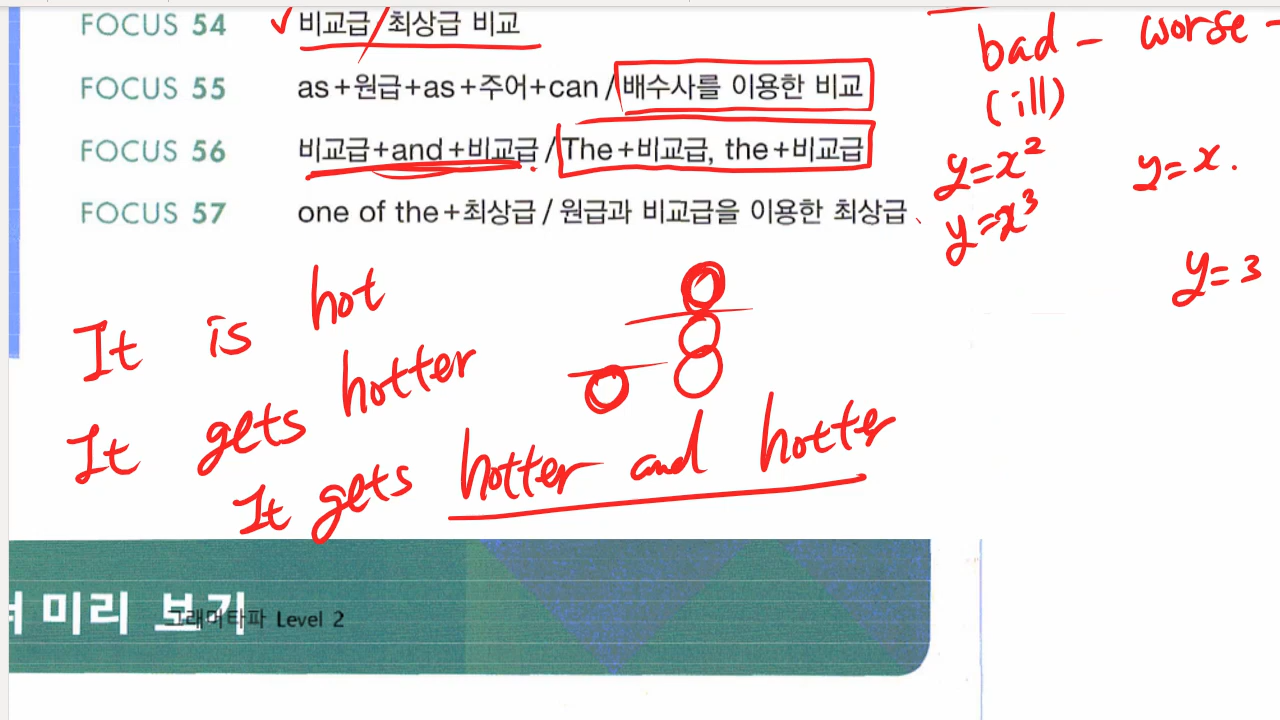 FOCUS 54 비교급/최상급 비교
FOCUS 55 as+원급+as+주어+can / 배수사를 이용한 비교
FOCUS 56 비교급+and+비교급 / The+비교급, the+비교급
FOCUS 57 one of the+최상급 / 원급과 비교급을 이용한 최상급
bad - worse -
(ill)
y=x²
y=x.
y=x³
y=3
It is hot
It gets hotter
It gets hotter and hotter
미리 보기
그래머타파 Level 2